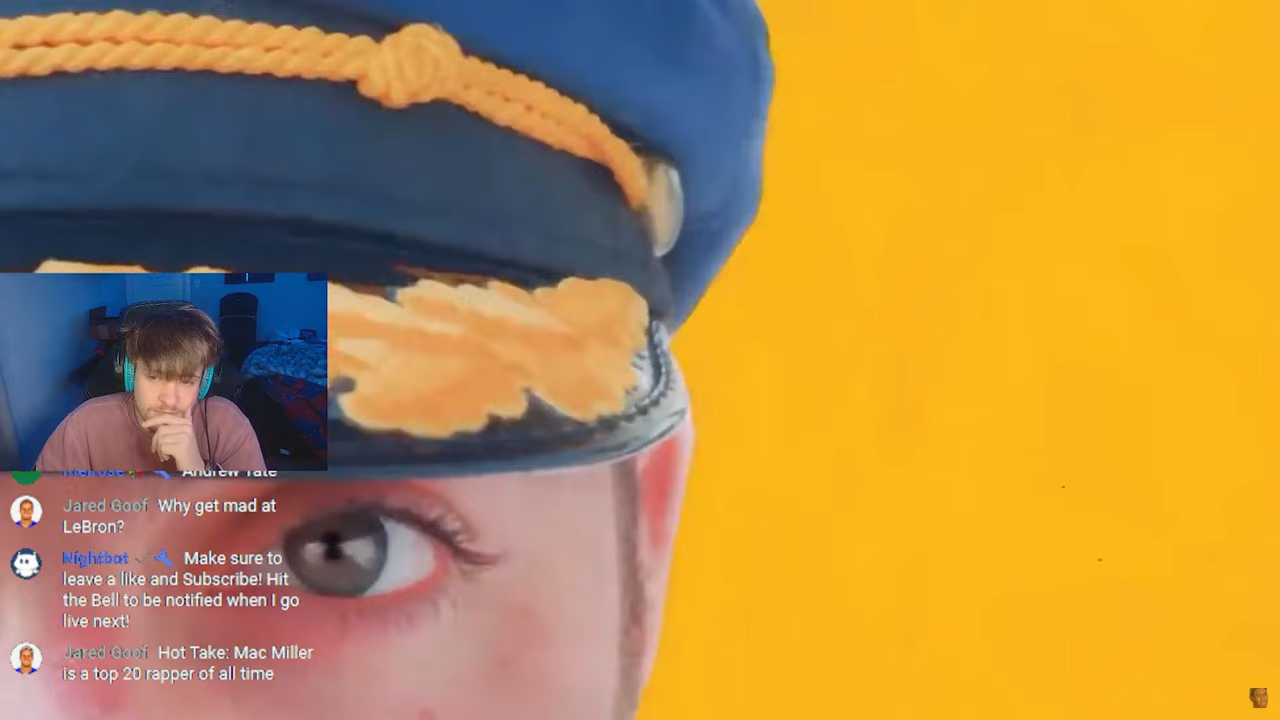 Andrew Tate
Jared Goof Why get mad at
LeBron?
Nightbot Make sure to
leave a like and Subscribe! Hit
the Bell to be notified when I go
live next!
Jared Goof Hot Take: Mac Miller
is a top 20 rapper of all time